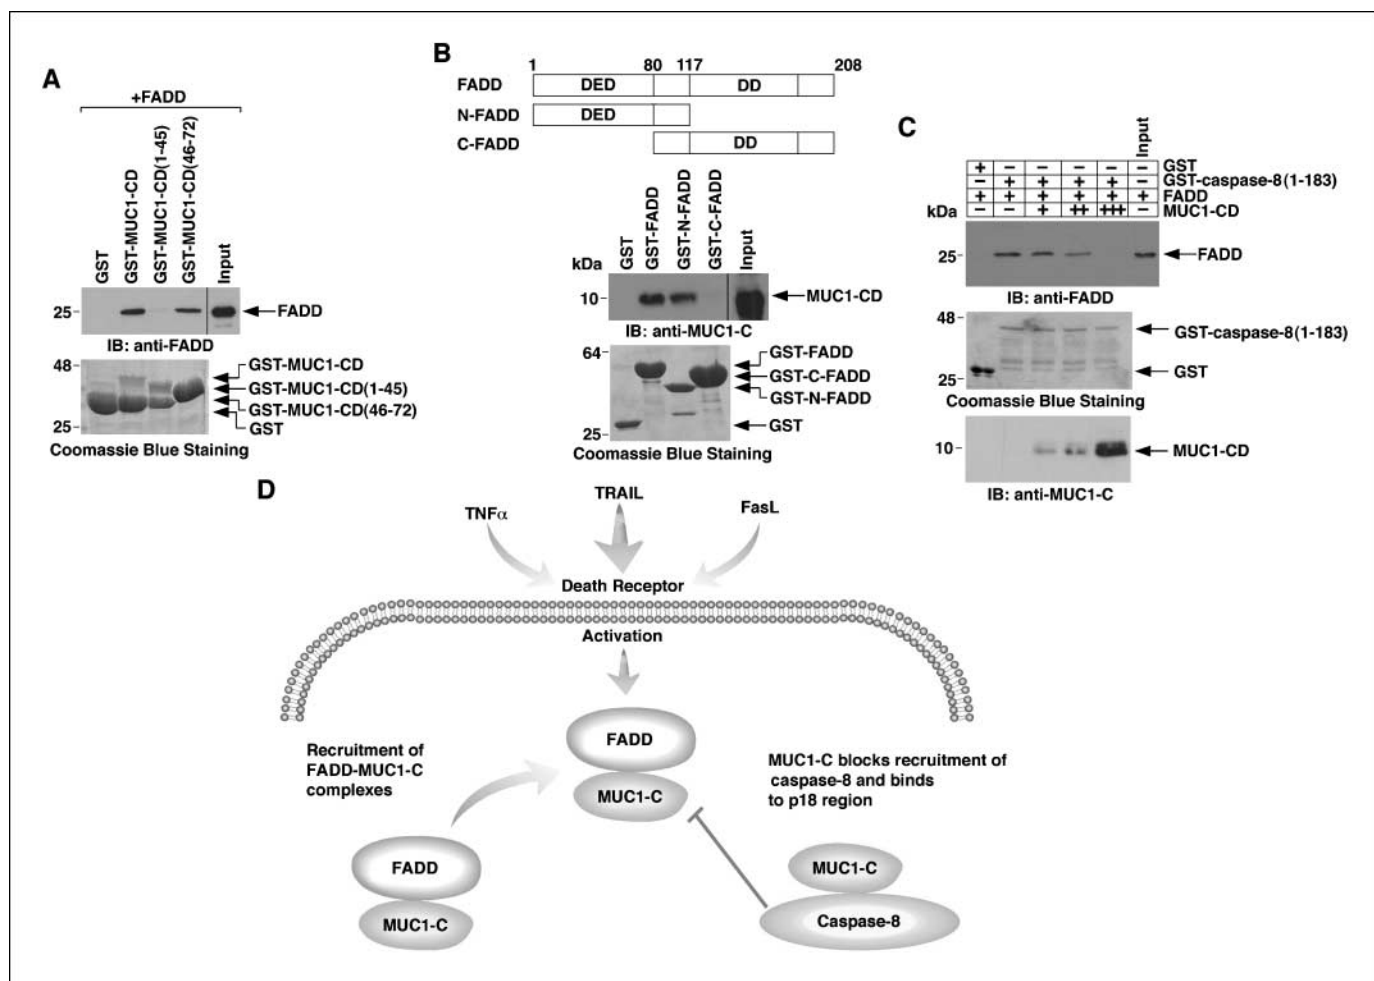 A
+FADD
GST
GST-MUC1-CD
GST-MUC1-CD(1-45)
GST-MUC1-CD(46-72)
Input
25
FADD
IB: anti-FADD
48
GST-MUC1-CD
GST-MUC1-CD(1-45)
GST-MUC1-CD(46-72)
25
GST
Coomassie Blue Staining
B
1 80 117 208
FADD DED DD
N-FADD DED
C-FADD DD
GST
GST-FADD
GST-N-FADD
GST-C-FADD
Input
kDa
10
MUC1-CD
IB: anti-MUC1-C
64
GST-FADD
GST-C-FADD
GST-N-FADD
GST
25
Coomassie Blue Staining
C
Input
+ − − − − − GST
− + + + + − GST-caspase-8(1-183)
+ + + + + + FADD
kDa − − + ++ +++ − MUC1-CD
25
FADD
IB: anti-FADD
48
GST-caspase-8(1-183)
25
GST
Coomassie Blue Staining
10
MUC1-CD
IB: anti-MUC1-C
D
TNFα
TRAIL
FasL
Death Receptor
Activation
Recruitment of
FADD-MUC1-C
complexes
FADD
MUC1-C
MUC1-C blocks recruitment of
caspase-8 and binds
to p18 region
FADD
MUC1-C
MUC1-C
Caspase-8